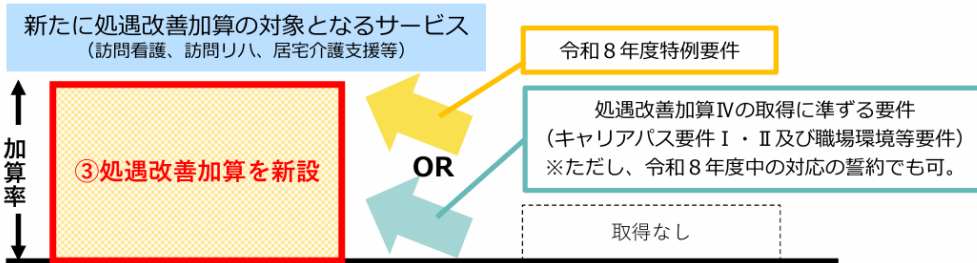 新たに処遇改善加算の対象となるサービス
（訪問看護、訪問リハ、居宅介護支援等）
加算率
③処遇改善加算を新設
OR
令和８年度特例要件
処遇改善加算Ⅳの取得に準ずる要件
（キャリアパス要件Ⅰ・Ⅱ及び職場環境等要件）
※ただし、令和８年度中の対応の誓約でも可。
取得なし